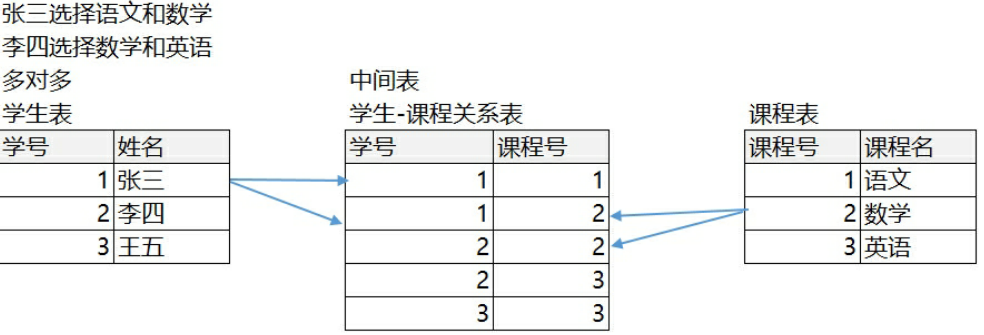 张三选择语文和数学
李四选择数学和英语
多对多
中间表
学生表
学生-课程关系表
课程表
学号 姓名
学号 课程号
课程号 课程名
1 张三
1 1
1 语文
2 李四
1 2
2 数学
3 王五
2 2
3 英语
2 3
3 3